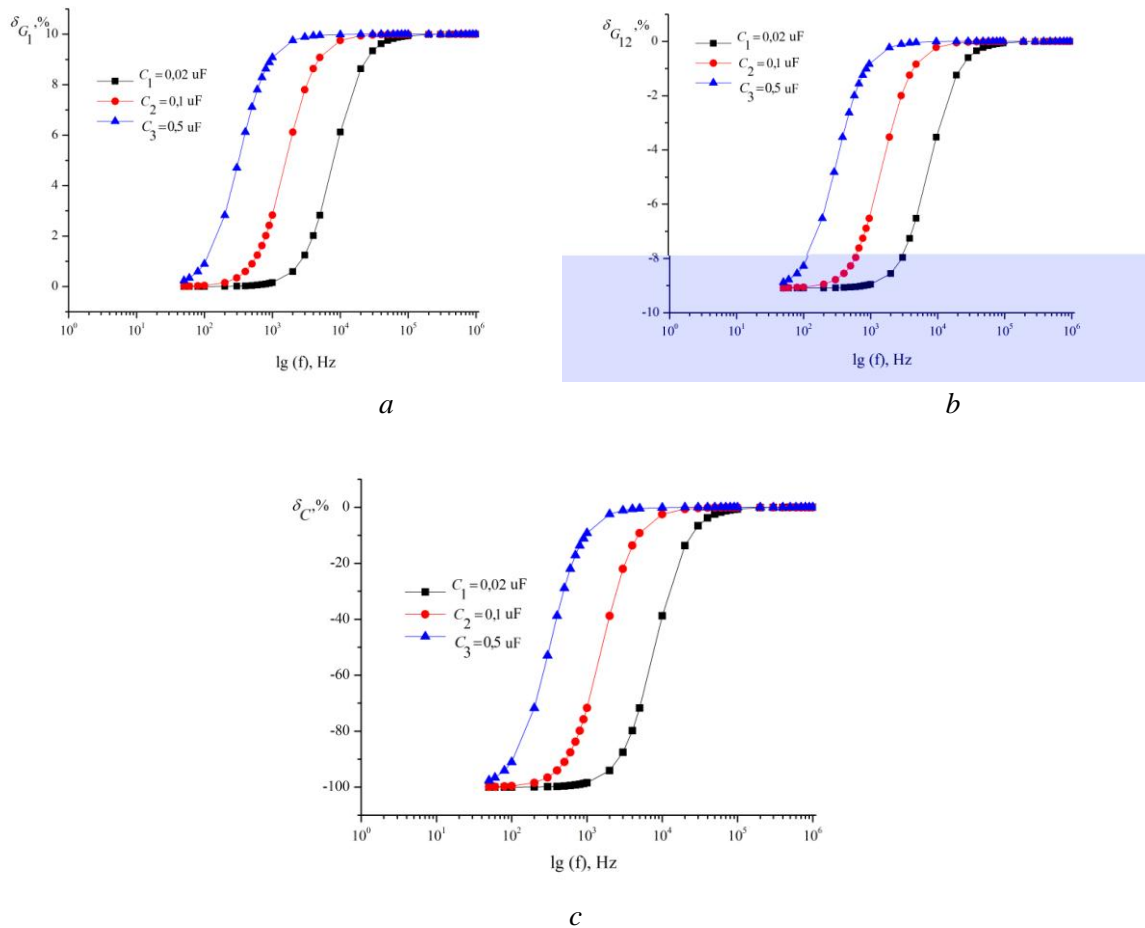 δG1,%
10
8
6
4
2
0
C1=0,02 uF
C2=0,1 uF
C3=0,5 uF
10^0 10^1 10^2 10^3 10^4 10^5 10^6
lg (f), Hz
a
δG12,%
0
-2
-4
-6
-8
-10
C1=0,02 uF
C2=0,1 uF
C3=0,5 uF
10^0 10^1 10^2 10^3 10^4 10^5 10^6
lg (f), Hz
b
δC,%
0
-20
-40
-60
-80
-100
C1=0,02 uF
C2=0,1 uF
C3=0,5 uF
10^0 10^1 10^2 10^3 10^4 10^5 10^6
lg (f), Hz
c